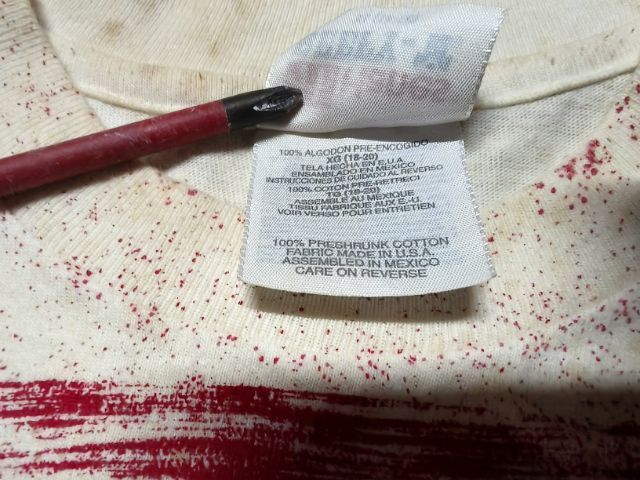 100% ALGODON PRE-ENCOGIDO
XG (18-20)
TELA HECHA EN E.U.A.
ENSAMBLADO EN MEXICO
INSTRUCCIONES DE CUIDADO AL REVERSO
100% COTON PRE-RETRECI
TG (18-20)
ASSEMBLE AU MEXIQUE
TISSU FABRIQUE AUX E.-U.
VOIR VERSO POUR ENTRETIEN
100% PRESHRUNK COTTON
FABRIC MADE IN U.S.A.
ASSEMBLED IN MEXICO
CARE ON REVERSE